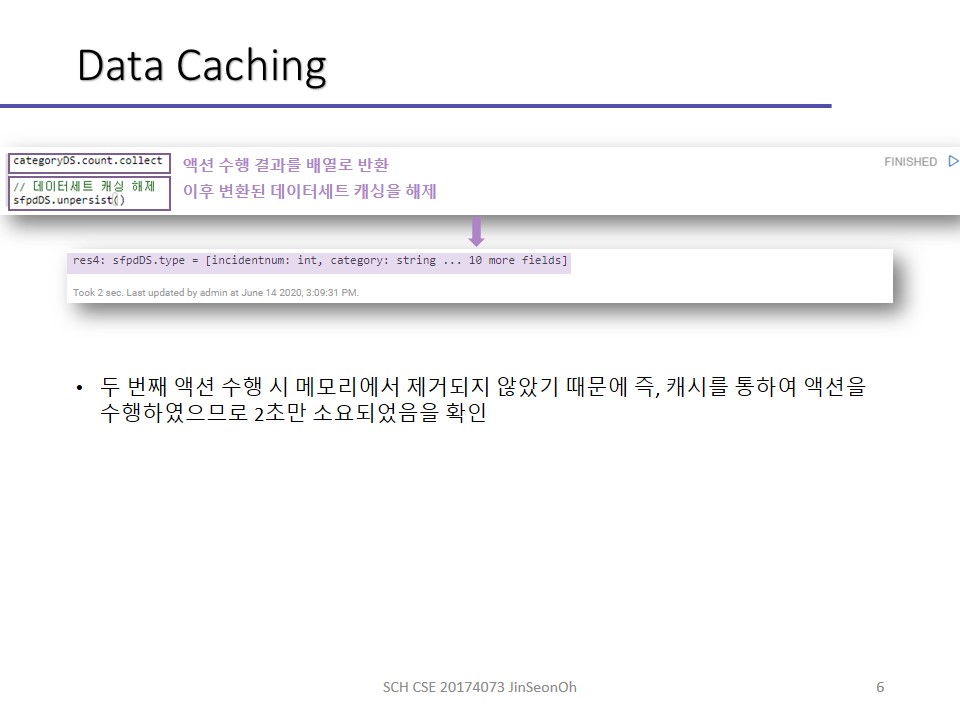 Data Caching
categoryDS.count.collect
액션 수행 결과를 배열로 반환
FINISHED
// 데이터세트 캐싱 해제
이후 변환된 데이터세트 캐싱을 해제
sfpdDS.unpersist()
res4: sfpdDS.type = [incidentnum: int, category: string ... 10 more fields]
Took 2 sec. Last updated by admin at June 14 2020, 3:09:31 PM.
• 두 번째 액션 수행 시 메모리에서 제거되지 않았기 때문에 즉, 캐시를 통하여 액션을
수행하였으므로 2초만 소요되었음을 확인
SCH CSE 20174073 JinSeonOh
6